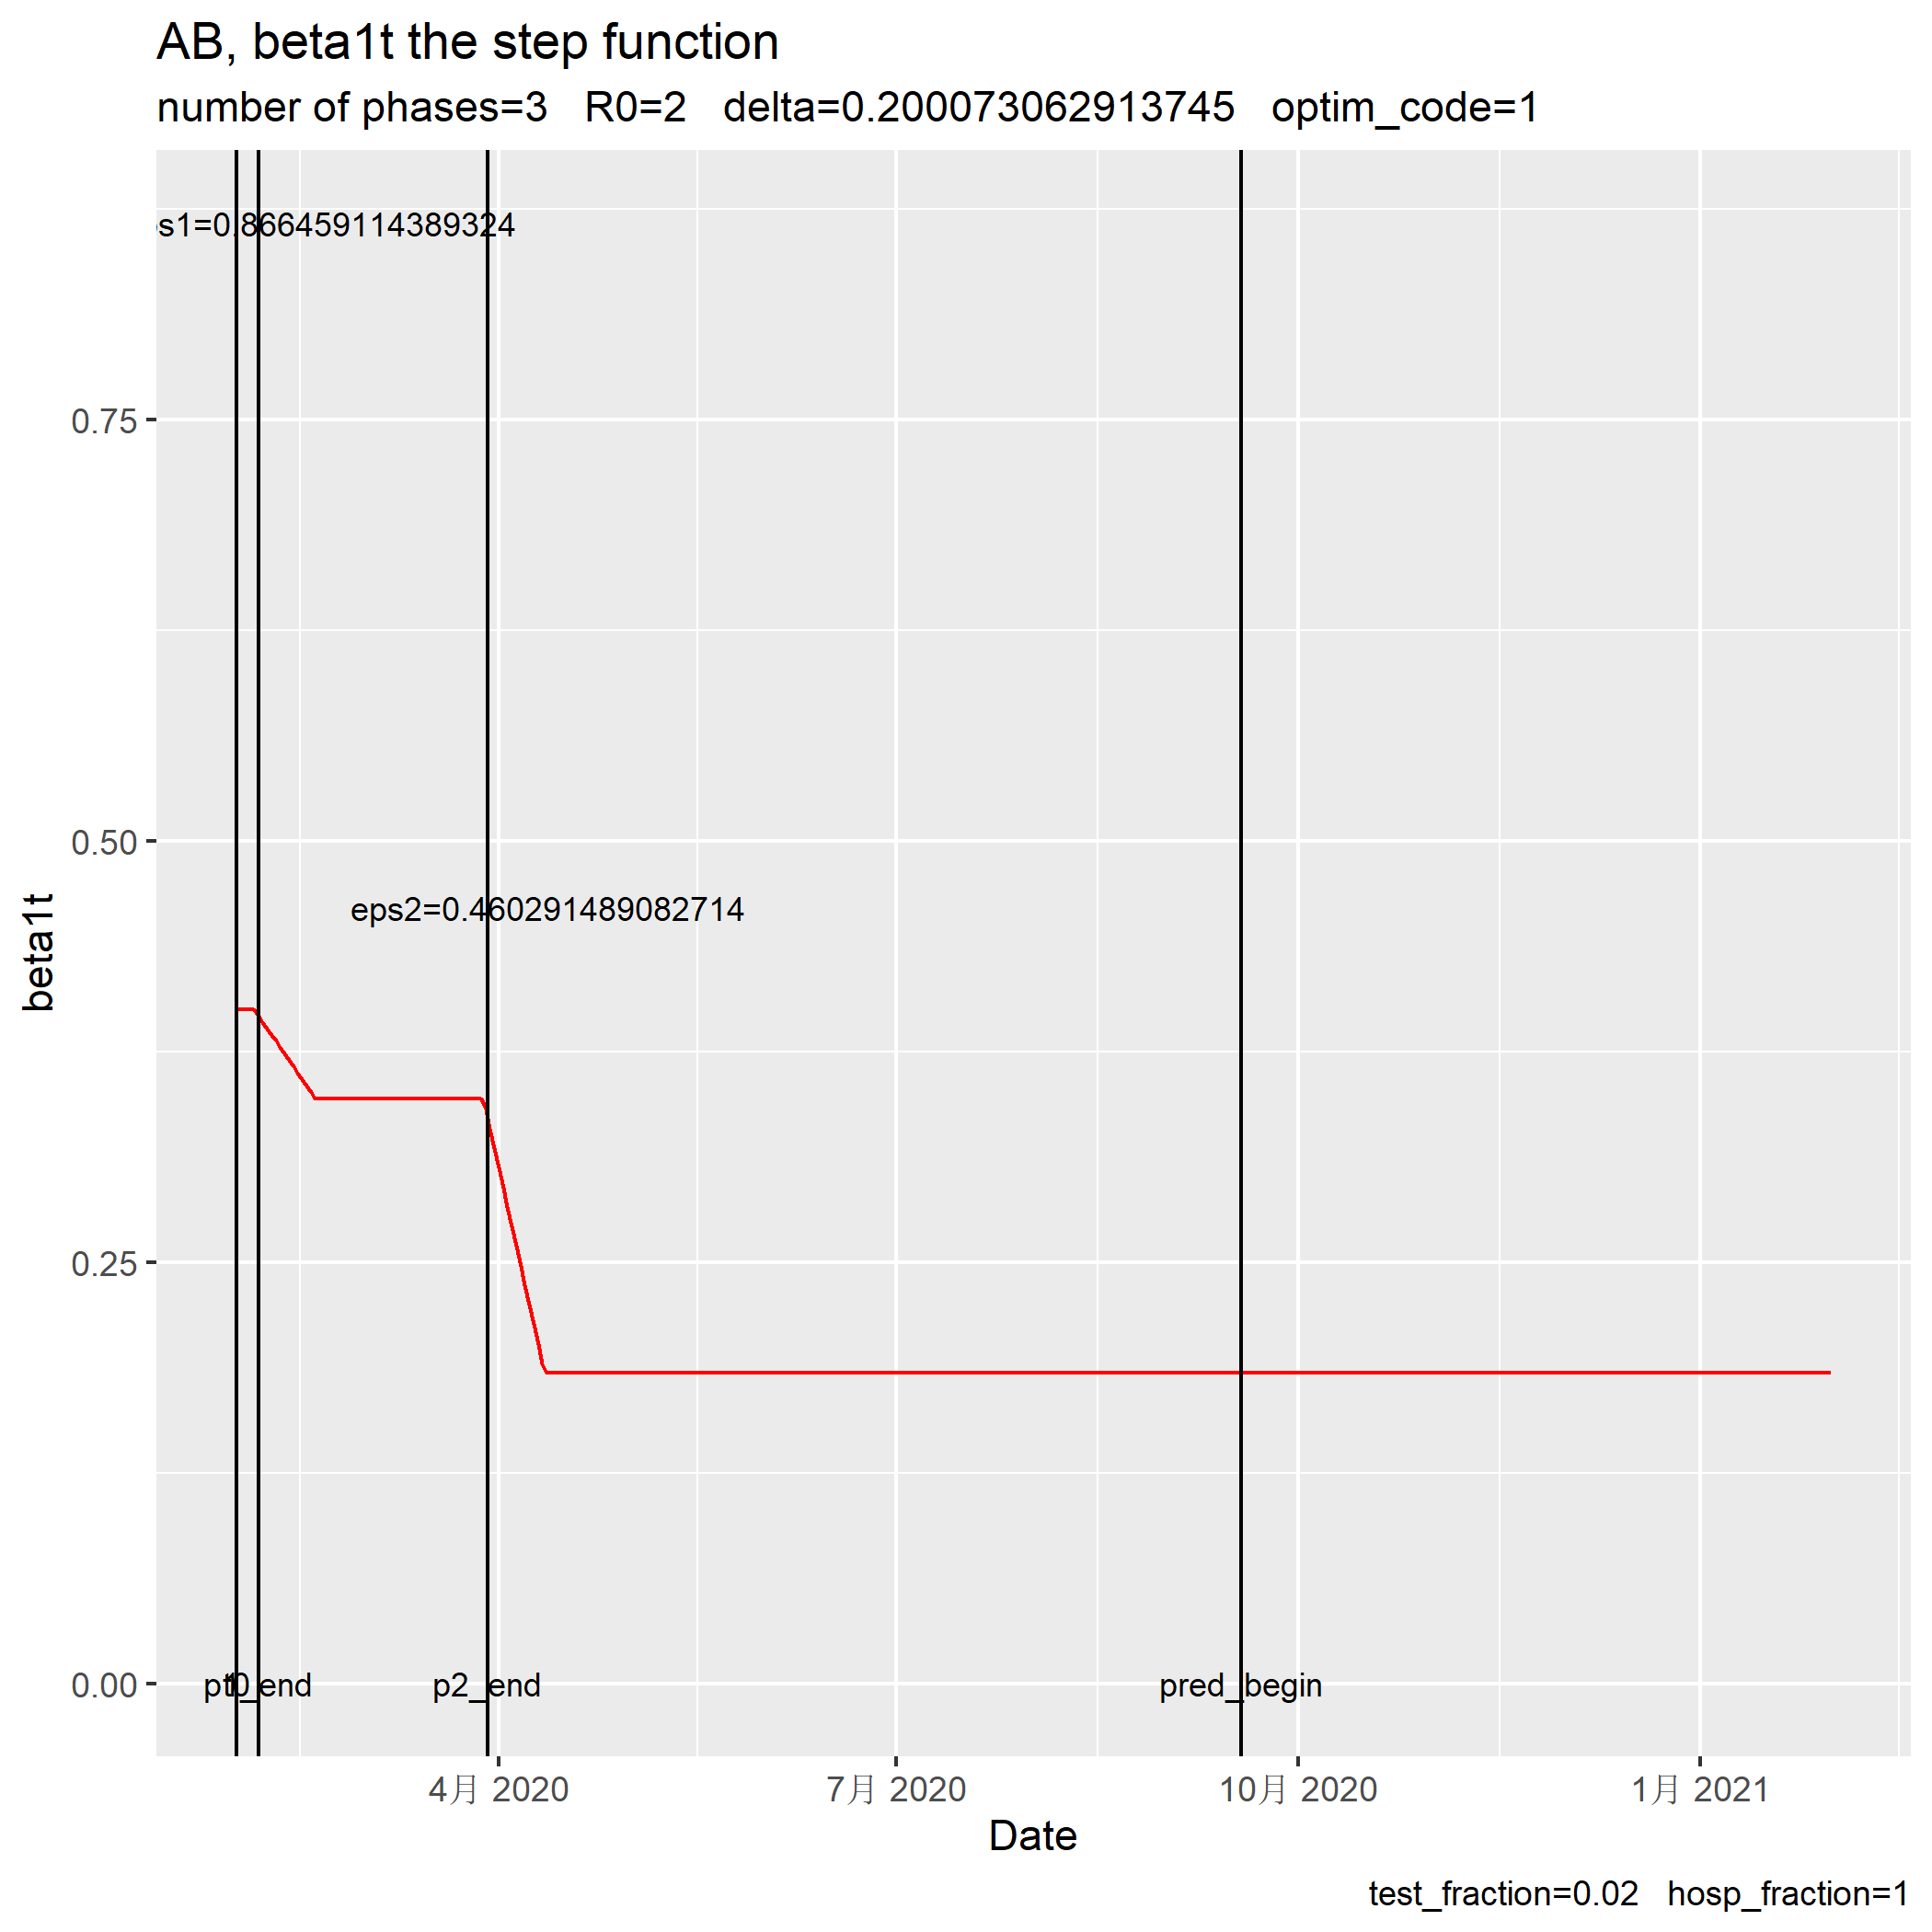 AB, beta1t the step function
number of phases=3   R0=2   delta=0.200073062913745   optim_code=1
s1=0.866459114389324
0.75
0.50
eps2=0.460291489082714
beta1t
0.25
0.00
p2_end
pred_begin
4月 2020
7月 2020
10月 2020
1月 2021
Date
test_fraction=0.02   hosp_fraction=1